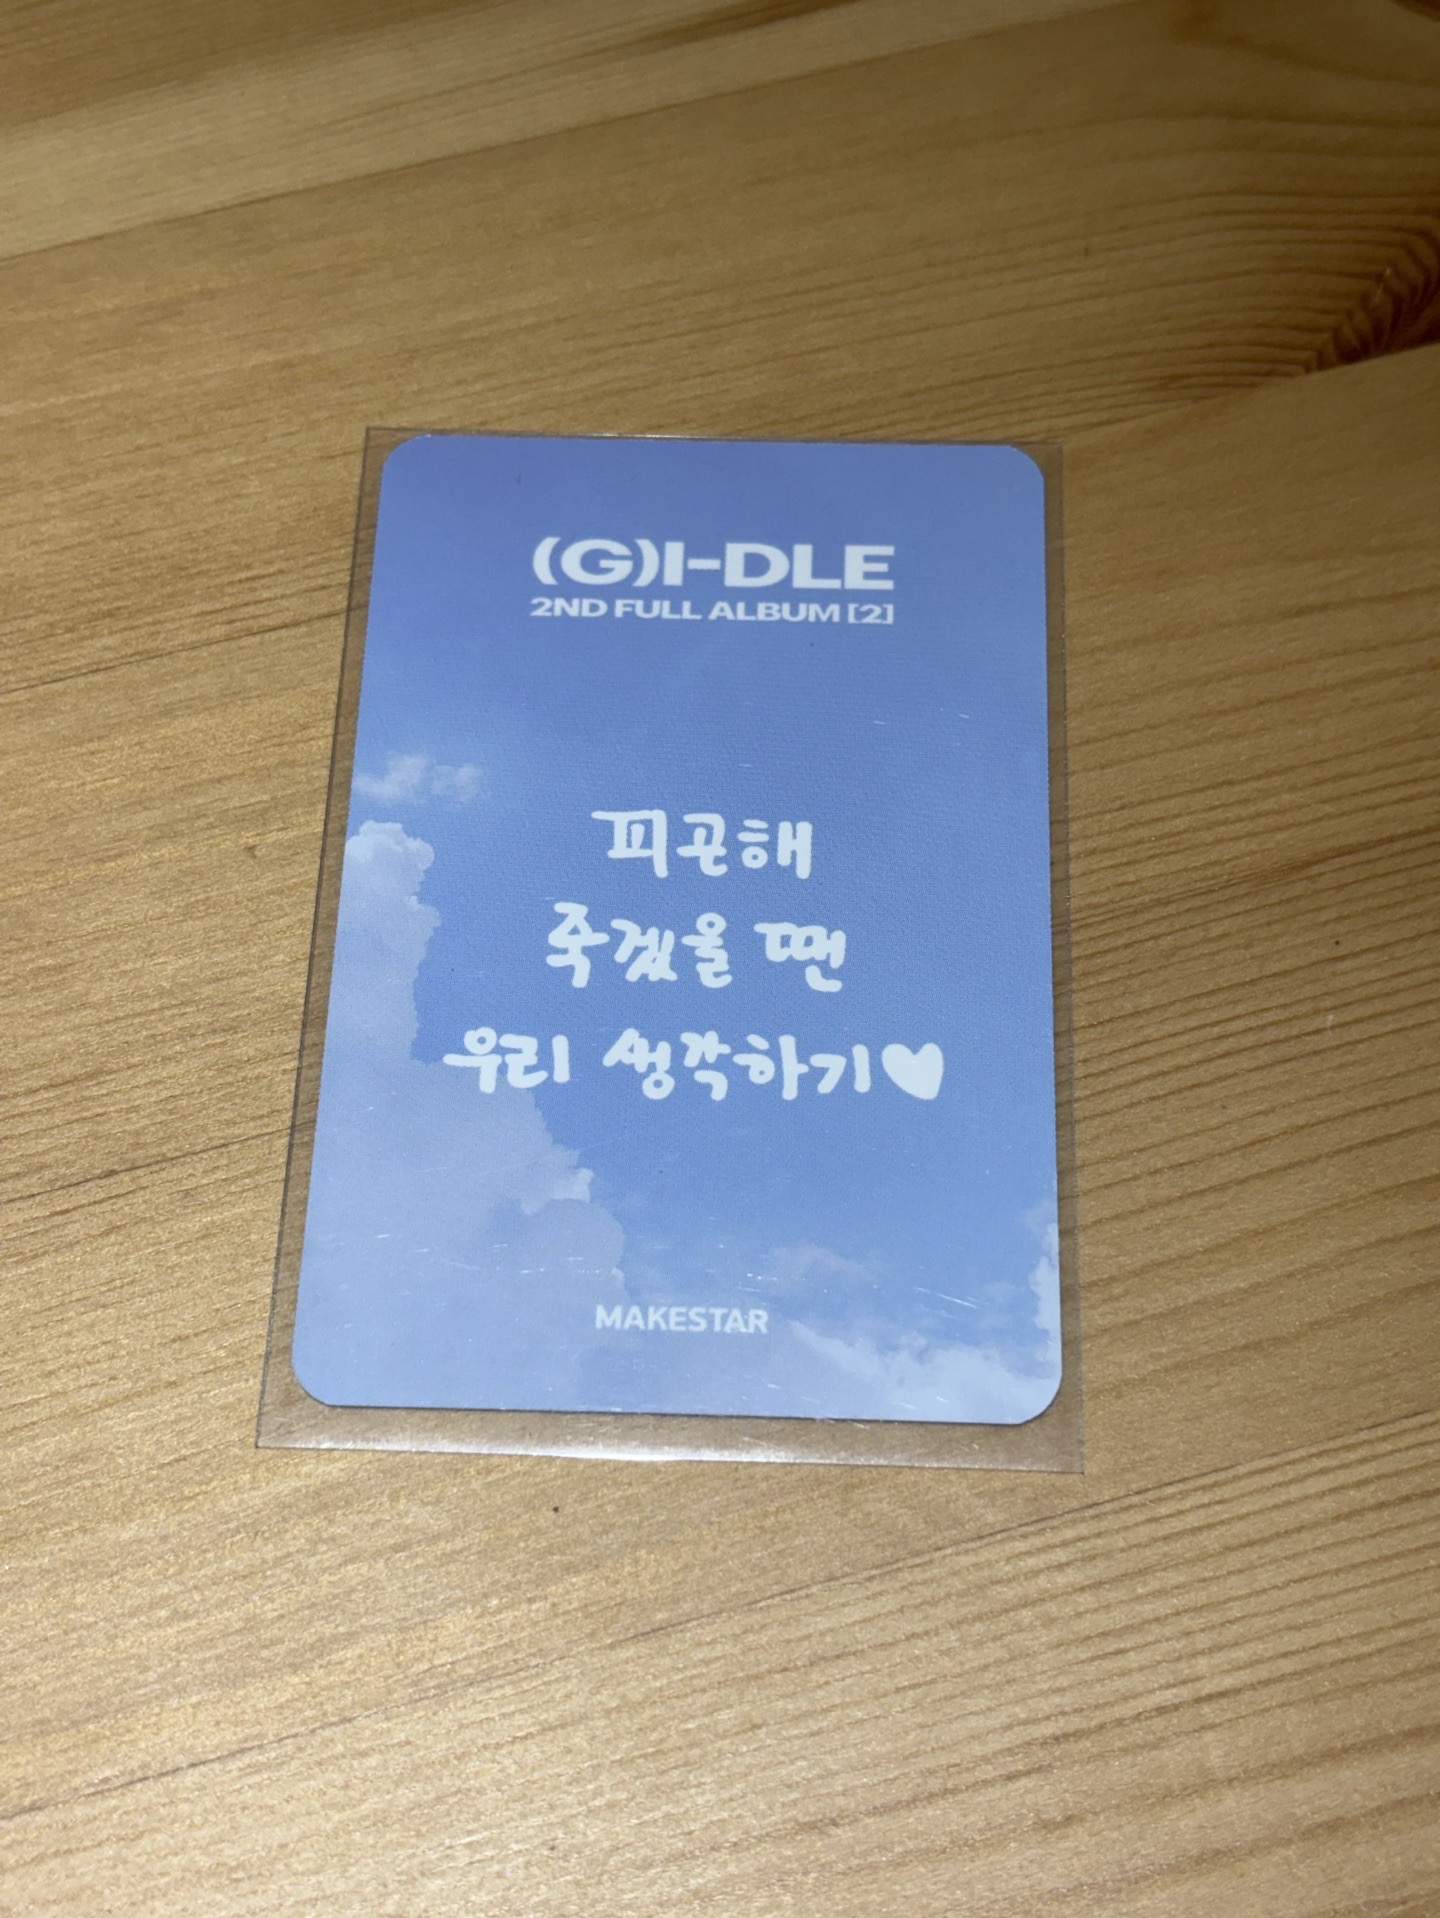 (G)I-DLE
2ND FULL ALBUM [2]
피곤해
죽겠을 땐
우리 생각하기♥
MAKESTAR